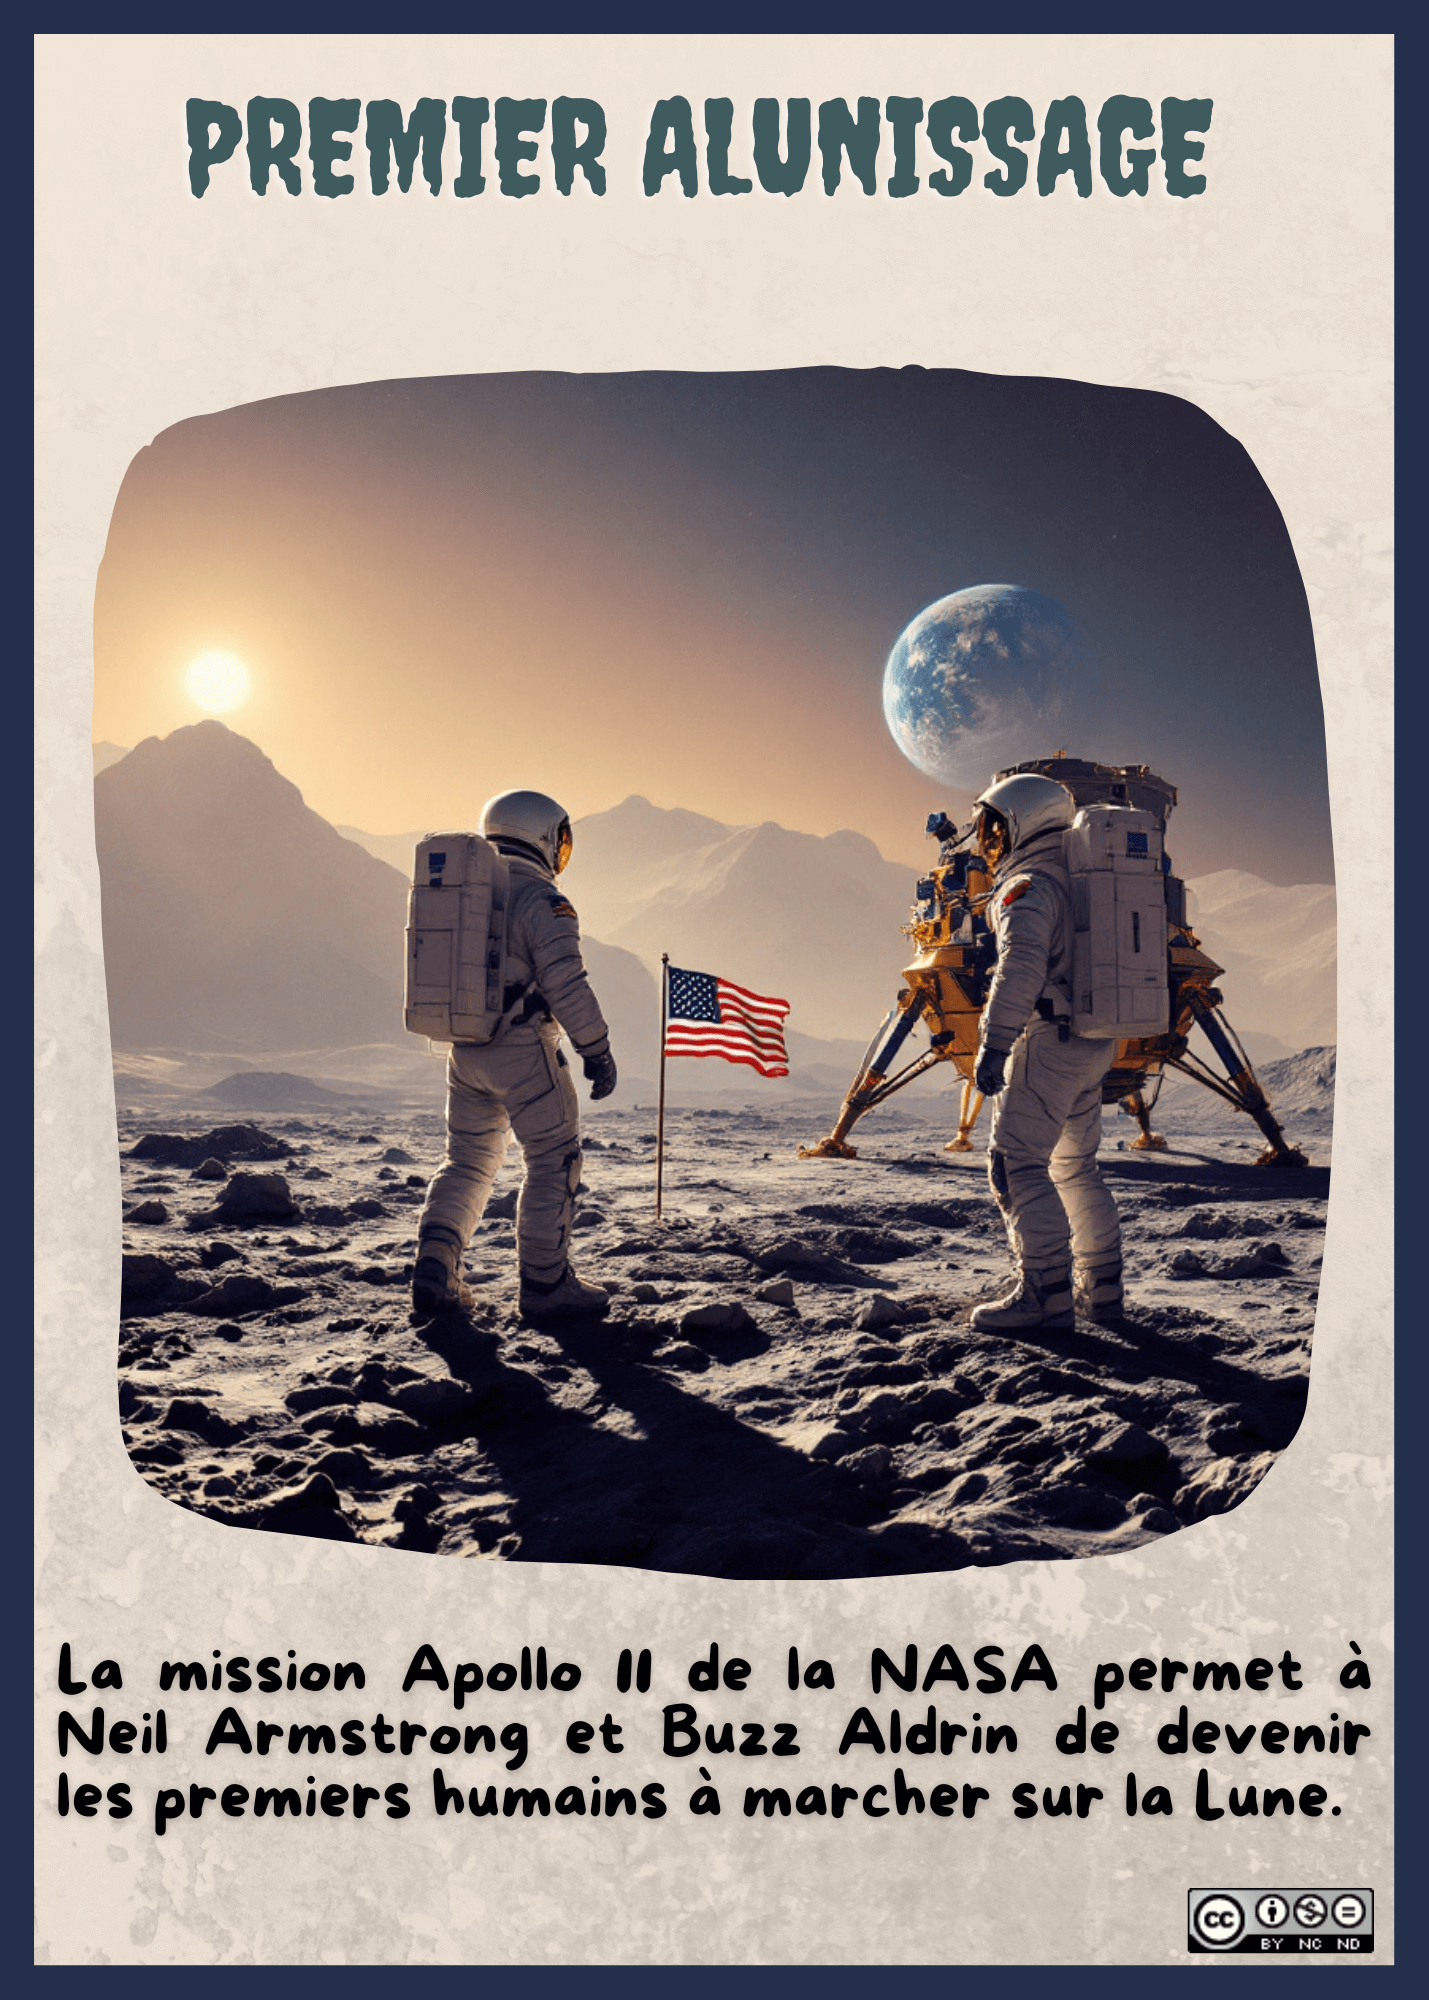 PREMIER ALUNISSAGE
La mission Apollo 11 de la NASA permet à
Neil Armstrong et Buzz Aldrin de devenir
les premiers humains à marcher sur la Lune.
cc
BY NC ND